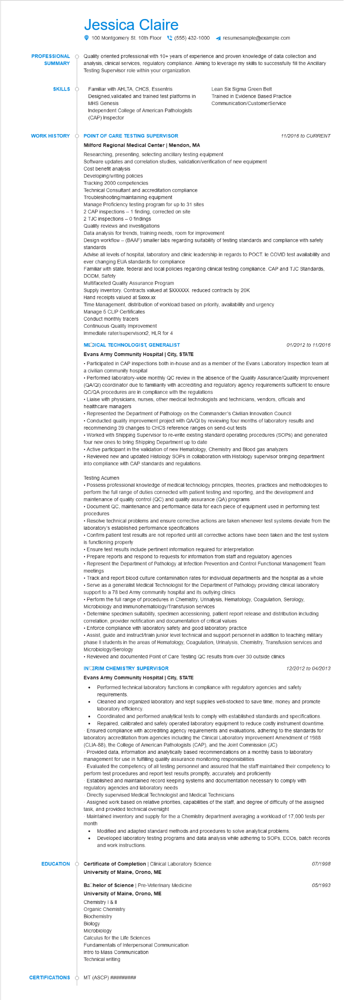 Jessica Claire
100 Montgomery St. 10th Floor (555) 432-1000 resumesample@example.com
PROFESSIONAL
SUMMARY
Quality oriented professional with 10+ years of experience and proven knowledge of data collection and
analysis, clinical services, regulatory compliance. Aiming to leverage my skills to successfully fill the Ancillary
Testing Supervisor role within your organization.
SKILLS
Familiar with AHLTA, CHCS, Essentris
Designed,validated and trained test platforms in
MHS Genesis
Independent College of American Pathologists
(CAP) Inspector
Lean Six Sigma Green Belt
Trained in Evidence Based Practice
Communication/CustomerService
WORK HISTORY
POINT OF CARE TESTING SUPERVISOR 11/2016 to CURRENT
Milford Regional Medical Center | Mendon, MA
Researching, presenting, selecting ancillary testing equipment
Software updates and correlation studies, validation/verification of new equipment
Cost benefit analysis
Developing/writing policies
Tracking 2000 competencies
Technical Consultant and accreditation compliance
Troubleshooting/maintaining equipment
Manage Proficiency testing program for up to 31 sites
2 CAP inspections – 1 finding, corrected on site
2 TJC inspections – 0 findings
Quality reviews and investigations
Data analysis for trends, training needs, room for improvement
Design workflow – (BAAF) smaller labs regarding suitability of testing standards and compliance with safety
standards
Advise all levels of hospital, laboratory and clinic leadership in regards to POCT. Ie COVID test availability and
ever changing EUA standards for compliance
Familiar with state, federal and local policies regarding clinical testing compliance. CAP and TJC Standards,
DODM, Safety
Multifaceted Quality Assurance Program
Supply inventory. Contracts valued at $XXXXXX. reduced contracts by 20K
Hand receipts valued at $xxxx.xx
Time Management, distribution of workload based on priority, availability and urgency
Manage 5 CLIP Certificates
Conduct monthly tracers
Continuous Quality Improvement
Immediate rater/supervisorx2, HLR for 4
MEDICAL TECHNOLOGIST, GENERALIST 01/2012 to 11/2016
Evans Army Community Hospital | City, STATE
• Participated in CAP inspections both in-house and as a member of the Evans Laboratory Inspection team at
a civilian community hospital
• Performed laboratory-wide monthly QC review in the absence of the Quality Assurance/Quality Improvement
(QA/QI) coordinator due to familiarity with accrediting and regulatory agency requirements sufficient to ensure
QC/QA procedures are in compliance with the regulations
• Liaise with physicians, nurses, other medical technologists and technicians, vendors, officials and
healthcare managers
• Represented the Department of Pathology on the Commander's Civilian Innovation Council
• Conducted quality improvement project with QA/QI by reviewing four months of laboratory results and
recommending 39 changes to CHCS reference ranges on send-out tests
• Worked with Shipping Supervisor to re-write existing standard operating procedures (SOPs) and generated
four new ones to bring Shipping Department up to date
• Active participant in the validation of new Hematology, Chemistry and Blood gas analyzers
• Reviewed new and updated Histology SOPs in collaboration with Histology supervisor bringing department
into compliance with CAP standards and regulations.
Testing Acumen
• Possess professional knowledge of medical technology principles, theories, practices and methodologies to
perform the full range of duties connected with patient testing and reporting, and the development and
maintenance of quality control (QC) and quality assurance (QA) programs
• Document QC, maintenance and performance data for each piece of equipment used in performing test
procedures
• Resolve technical problems and ensure corrective actions are taken whenever test systems deviate from the
laboratory's established performance specifications
• Confirm patient test results are not reported until all corrective actions have been taken and the test system
is functioning properly
• Ensure test results include pertinent information required for interpretation
• Prepare reports and respond to requests for information from staff and regulatory agencies
• Represent the Department of Pathology at Infection Prevention and Control Functional Management Team
meetings
• Track and report blood culture contamination rates for individual departments and the hospital as a whole
• Serve as a generalist Medical Technologist for the Department of Pathology providing clinical laboratory
support to a 78 bed Army community hospital and its outlying clinics
• Perform the full range of procedures in Chemistry, Urinalysis, Hematology, Coagulation, Serology,
Microbiology and Immunohematology/Transfusion services
• Determine specimen suitability, specimen accessioning, patient report release and distribution including
correlation, provider notification and documentation of critical values
• Enforce compliance with laboratory safety and good laboratory practice
• Assist, guide and instruct/train junior level technical and support personnel in addition to teaching military
phase II students in the areas of Hematology, Coagulation, Urinalysis, Chemistry, Transfusion services and
Microbiology/Serology
• Reviewed and documented Point of Care Testing QC results from over 30 outside clinics
INTERIM CHEMISTRY SUPERVISOR 12/2012 to 04/2013
Evans Army Community Hospital | City, STATE
• Performed technical laboratory functions in compliance with regulatory agencies and safety
requirements.
• Cleaned and organized laboratory and kept supplies well-stocked to save time, money and promote
laboratory efficiency.
• Coordinated and performed analytical tests to comply with established standards and specifications.
• Repaired, calibrated and safely operated laboratory equipment to reduce costly instrument downtime.
· Ensured compliance with accrediting agency requirements and evaluations, adhering to the standards for
laboratory accreditation from agencies including the Clinical Laboratory Improvement Amendment of 1988
(CLIA-88), the College of American Pathologists (CAP), and the Joint Commission (JC)
· Provided data, information and analytically based recommendations on a monthly basis to laboratory
management for use in fulfilling quality assurance monitoring responsibilities
· Evaluated the competency of all testing personnel and assured that the staff maintained their competency to
perform test procedures and report test results promptly, accurately and proficiently
· Established and maintained record keeping systems and documentation necessary to comply with
regulatory agencies and laboratory needs
· Directly supervised Medical Technologist and Medical Technicians
· Assigned work based on relative priorities, capabilities of the staff, and degree of difficulty of the assigned
task, and provided technical oversight
· Maintained inventory and supply for the a Chemistry department averaging a workload of 17,000 tests per
month
• Modified and adapted standard methods and procedures to solve analytical problems.
• Developed laboratory testing programs and data analysis while adhering to SOPs, ECOs, batch records
and work instructions.
EDUCATION
Certificate of Completion | Clinical Laboratory Science 07/1998
University of Maine, Orono, ME
Bachelor of Science | Pre-Veterinary Medicine 05/1993
University of Maine, Orono, ME
Chemistry I & II
Organic Chemistry
Biochemistry
Biology
Microbiology
Calculus for the Life Sciences
Fundamentals of Interpersonal Communication
Intro to Mass Communication
Technical writing
CERTIFICATIONS
MT (ASCP) #########